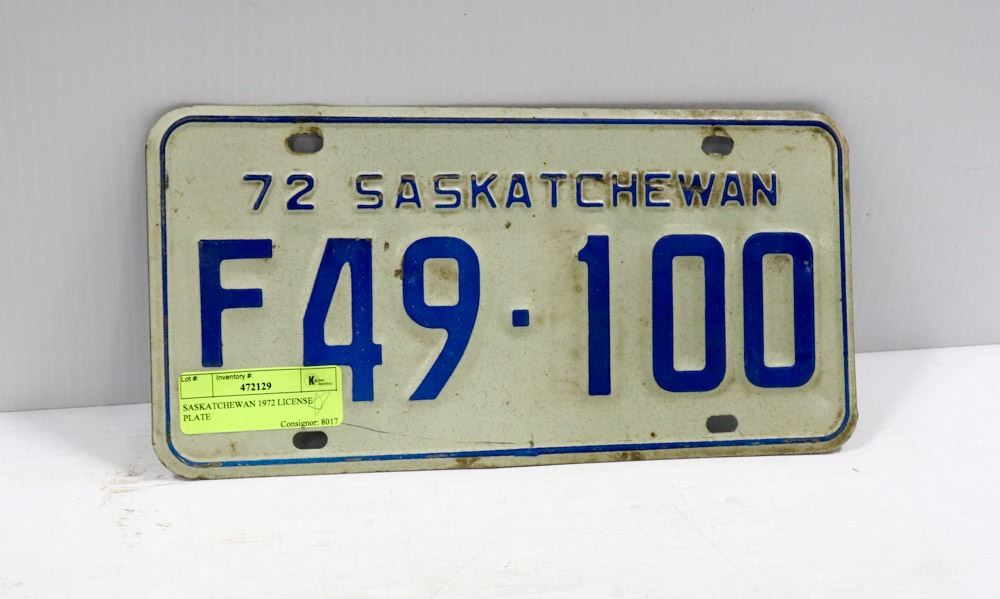 72 SASKATCHEWAN
F49·100
Lot #: Inventory #:
472129
SASKATCHEWAN 1972 LICENSE
PLATE
Consignor: 8017